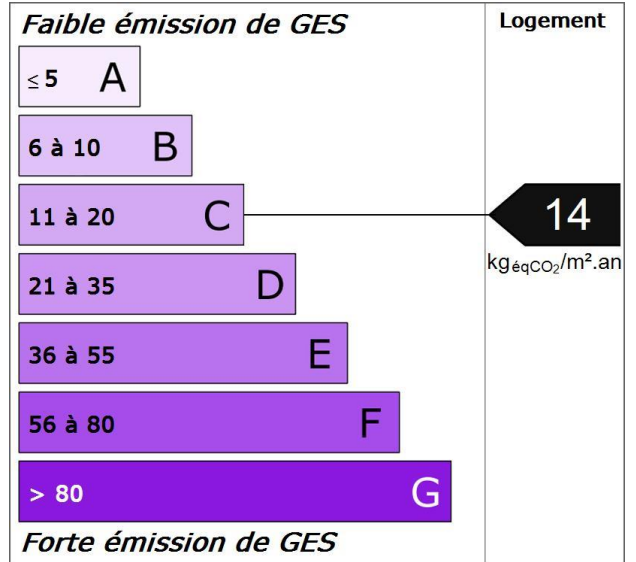 Faible émission de GES
Logement
≤ 5 A
6 à 10 B
11 à 20 C
14
kgéqCO₂/m².an
21 à 35 D
36 à 55 E
56 à 80 F
> 80 G
Forte émission de GES